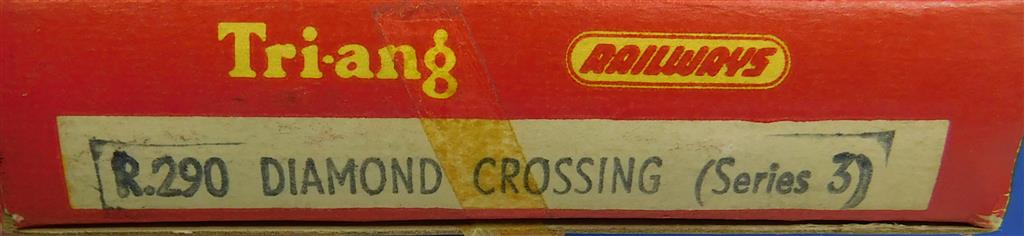 Tri-ang RAILWAYS
R.290 DIAMOND CROSSING (Series 3)